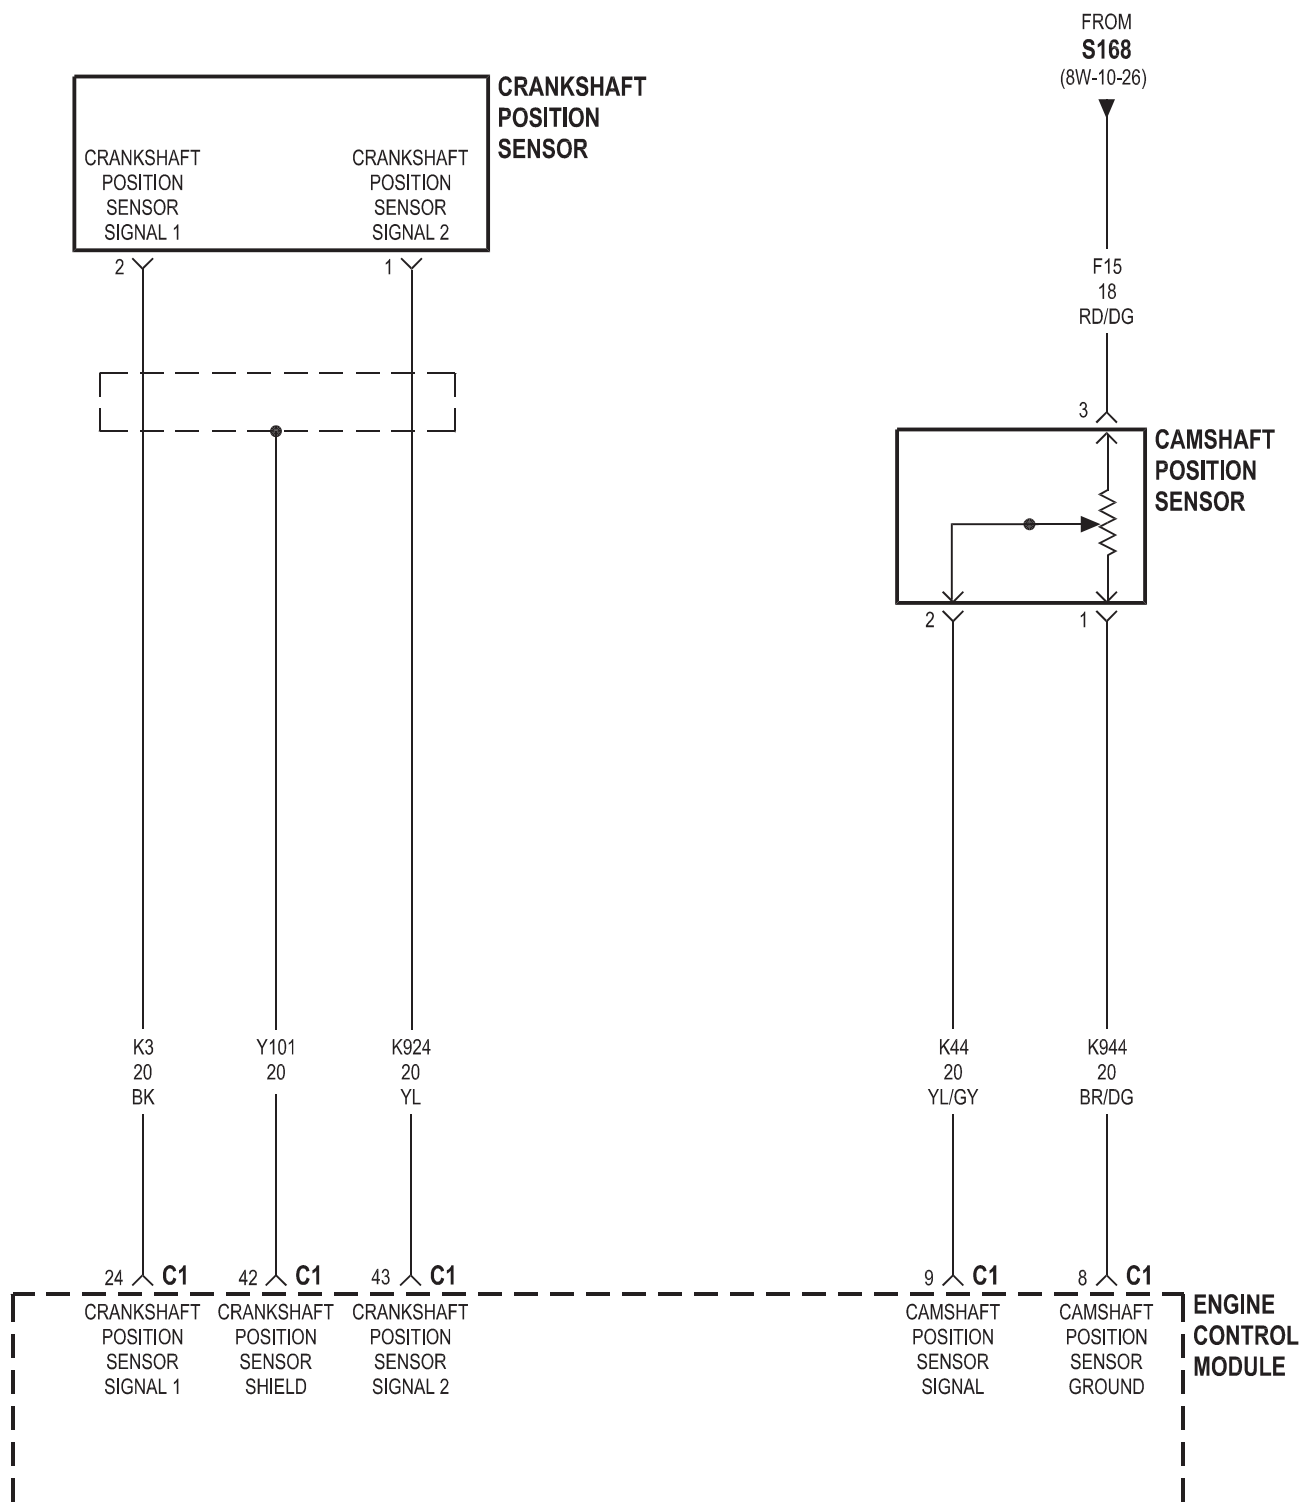 FROM
S168
(8W-10-26)
CRANKSHAFT
POSITION
SENSOR
CRANKSHAFT
POSITION
SENSOR
SIGNAL 1
CRANKSHAFT
POSITION
SENSOR
SIGNAL 2
2
1
F15
18
RD/DG
3
CAMSHAFT
POSITION
SENSOR
2
1
K3
20
BK
Y101
20
K924
20
YL
K44
20
YL/GY
K944
20
BR/DG
24 C1
42 C1
43 C1
9 C1
8 C1
CRANKSHAFT
POSITION
SENSOR
SIGNAL 1
CRANKSHAFT
POSITION
SENSOR
SHIELD
CRANKSHAFT
POSITION
SENSOR
SIGNAL 2
CAMSHAFT
POSITION
SENSOR
SIGNAL
CAMSHAFT
POSITION
SENSOR
GROUND
ENGINE
CONTROL
MODULE